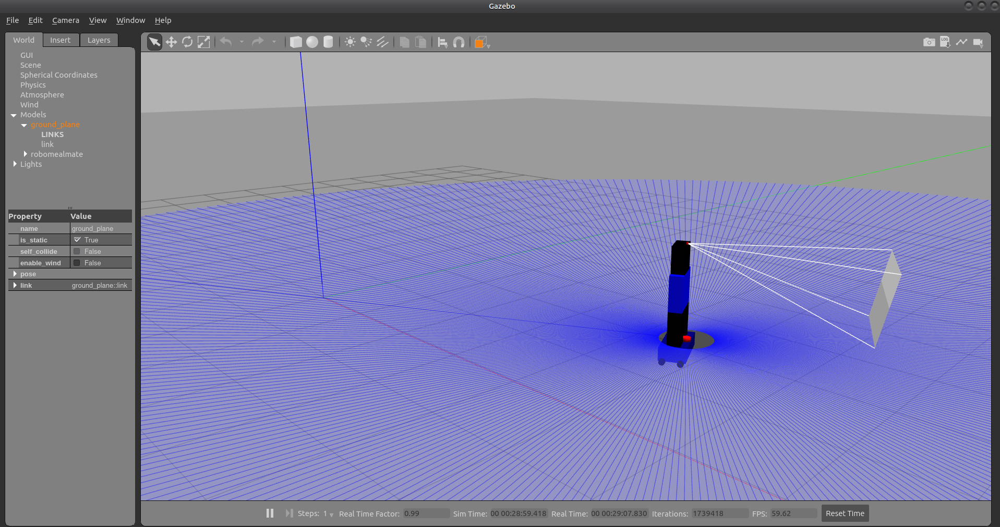 Gazebo
File Edit Camera View Window Help
World Insert Layers
LOG
GUI
Scene
Spherical Coordinates
Physics
Atmosphere
Wind
Models
ground_plane
LINKS
link
robomealmate
Lights
Property Value
name ground_plane
is_static True
self_collide False
enable_wind False
pose
link ground_plane::link
Steps: 1 Real Time Factor: 0.99 Sim Time: 00 00:28:59.418 Real Time: 00 00:29:07.830 Iterations: 1739418 FPS: 59.62 Reset Time